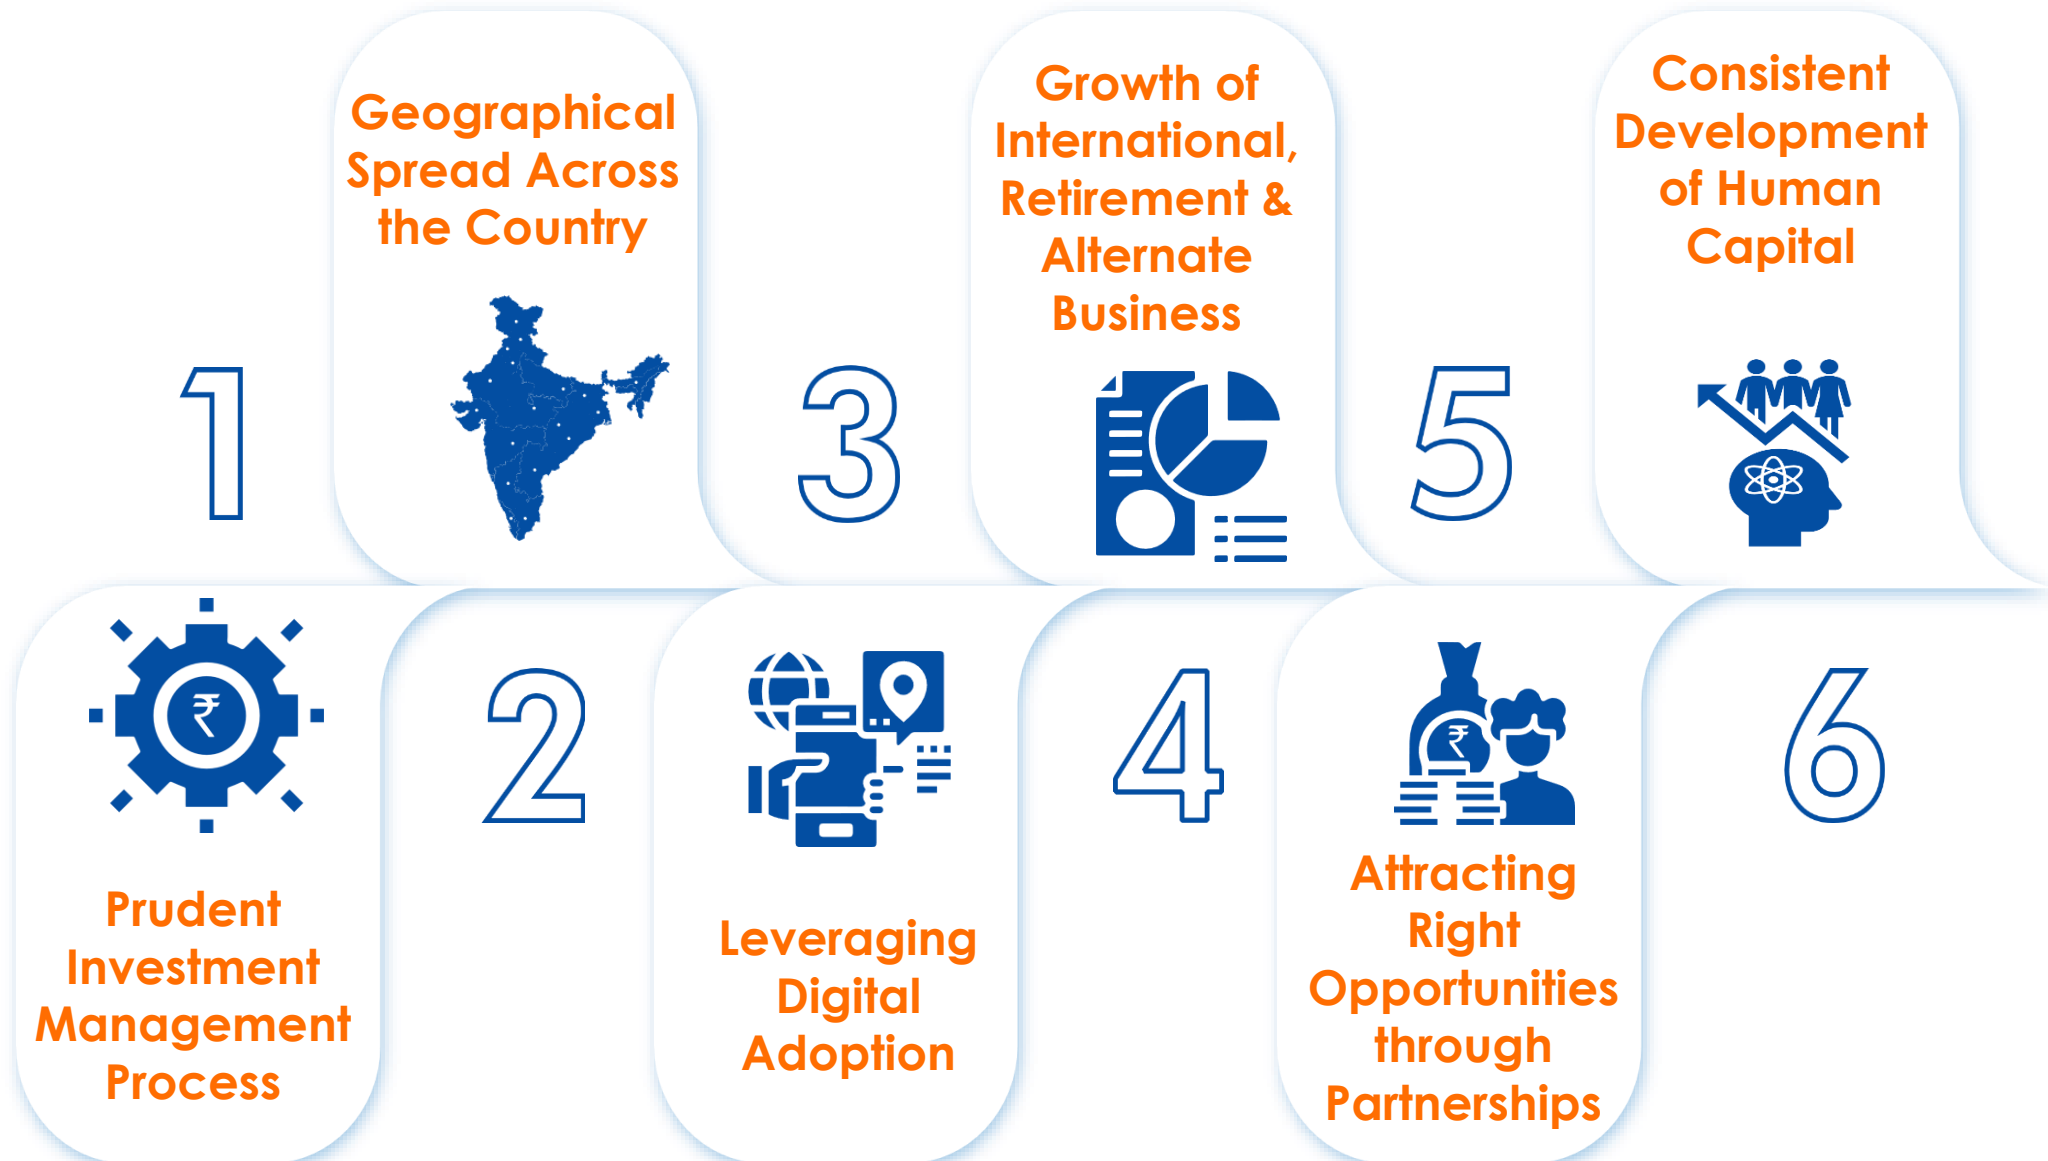 1
Prudent
Investment
Management
Process
₹
2
Geographical
Spread Across
the Country
3
Leveraging
Digital
Adoption
4
Growth of
International,
Retirement &
Alternate
Business
5
₹
Attracting
Right
Opportunities
through
Partnerships
6
Consistent
Development
of Human
Capital